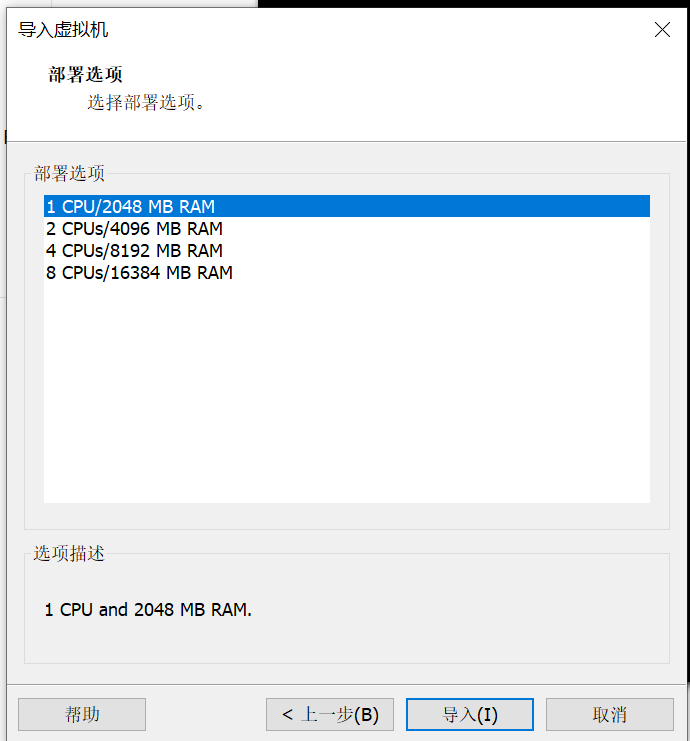 导入虚拟机
部署选项
选择部署选项。
部署选项
1 CPU/2048 MB RAM
2 CPUs/4096 MB RAM
4 CPUs/8192 MB RAM
8 CPUs/16384 MB RAM
选项描述
1 CPU and 2048 MB RAM.
帮助
< 上一步(B)
导入(I)
取消